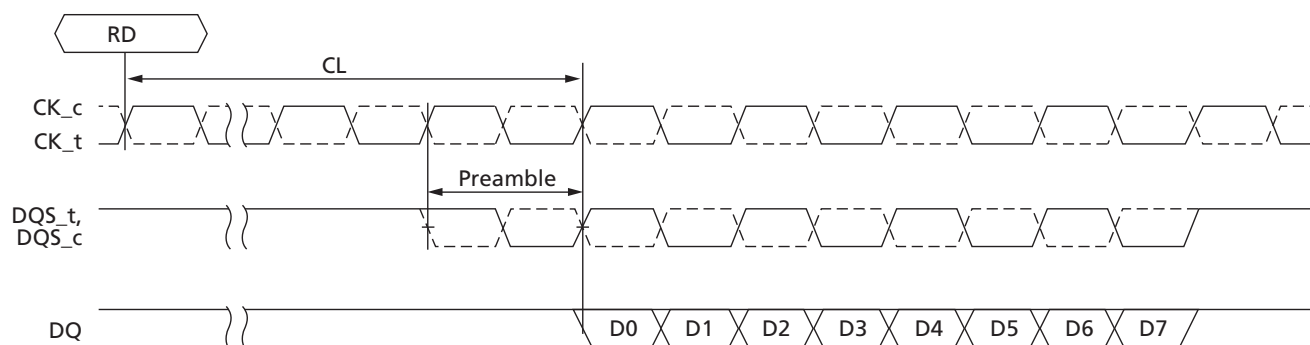 RD
CL
CK_c
CK_t
Preamble
DQS_t,
DQS_c
DQ
D0 D1 D2 D3 D4 D5 D6 D7